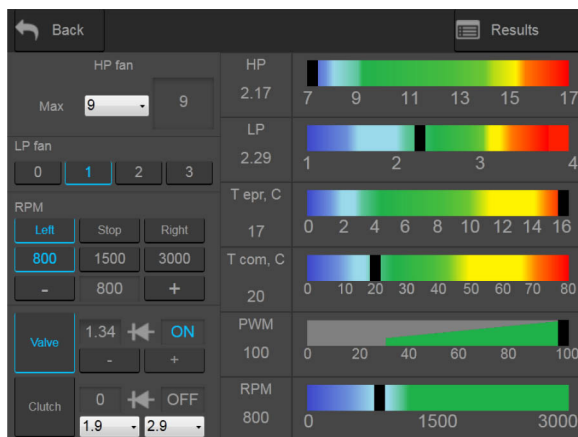 Back
Results
HP fan
Max 9 9
LP fan
0 1 2 3
RPM
Left Stop Right
800 1500 3000
- 800 +
Valve 1.34 ON
- +
Clutch 0 OFF
1.9 2.9
HP
2.17
7 9 11 13 15 17
LP
2.29
1 2 3 4
T epr, C
17
0 2 4 6 8 10 12 14 16
T com, C
20
0 10 20 30 40 50 60 70 80
PWM
100
0 20 40 60 80 100
RPM
800
0 1500 3000